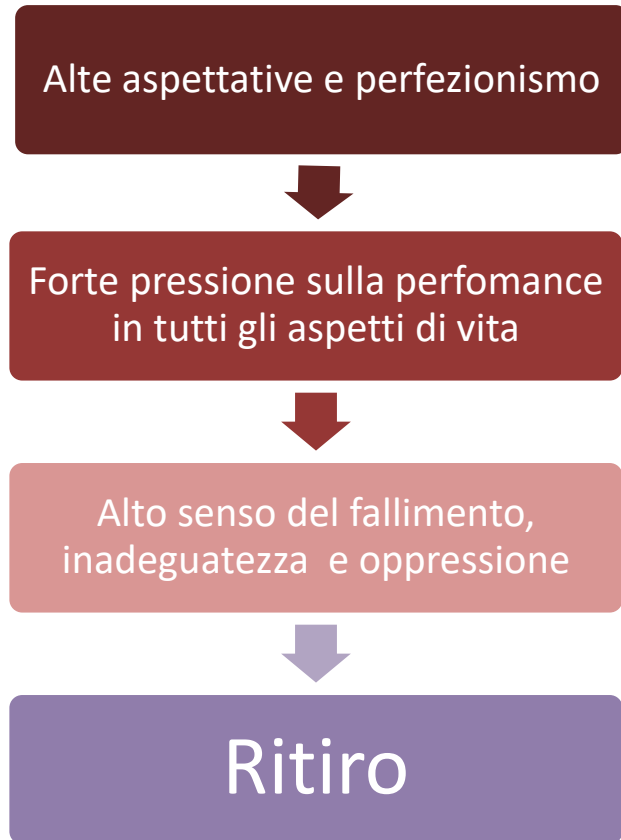 Alte aspettative e perfezionismo
Forte pressione sulla perfomance
in tutti gli aspetti di vita
Alto senso del fallimento,
inadeguatezza e oppressione
Ritiro